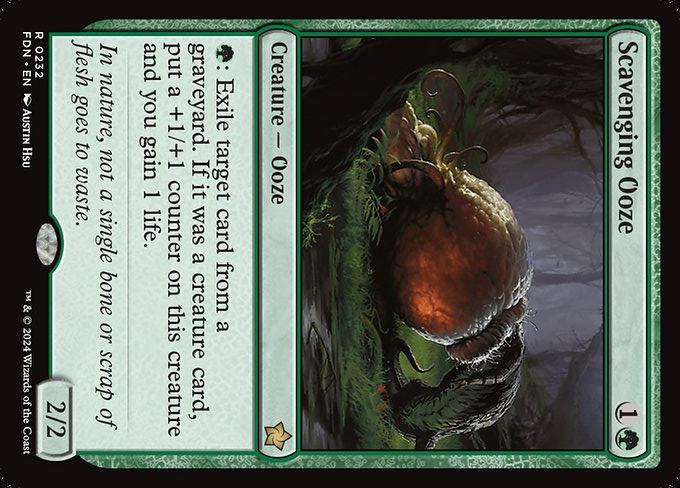 Scavenging Ooze 1
Creature — Ooze
: Exile target card from a
graveyard. If it was a creature card,
put a +1/+1 counter on this creature
and you gain 1 life.
In nature, not a single bone or scrap of
flesh goes to waste.
2/2
R 0232
FDN • EN Austin Hsu
™ & © 2024 Wizards of the Coast